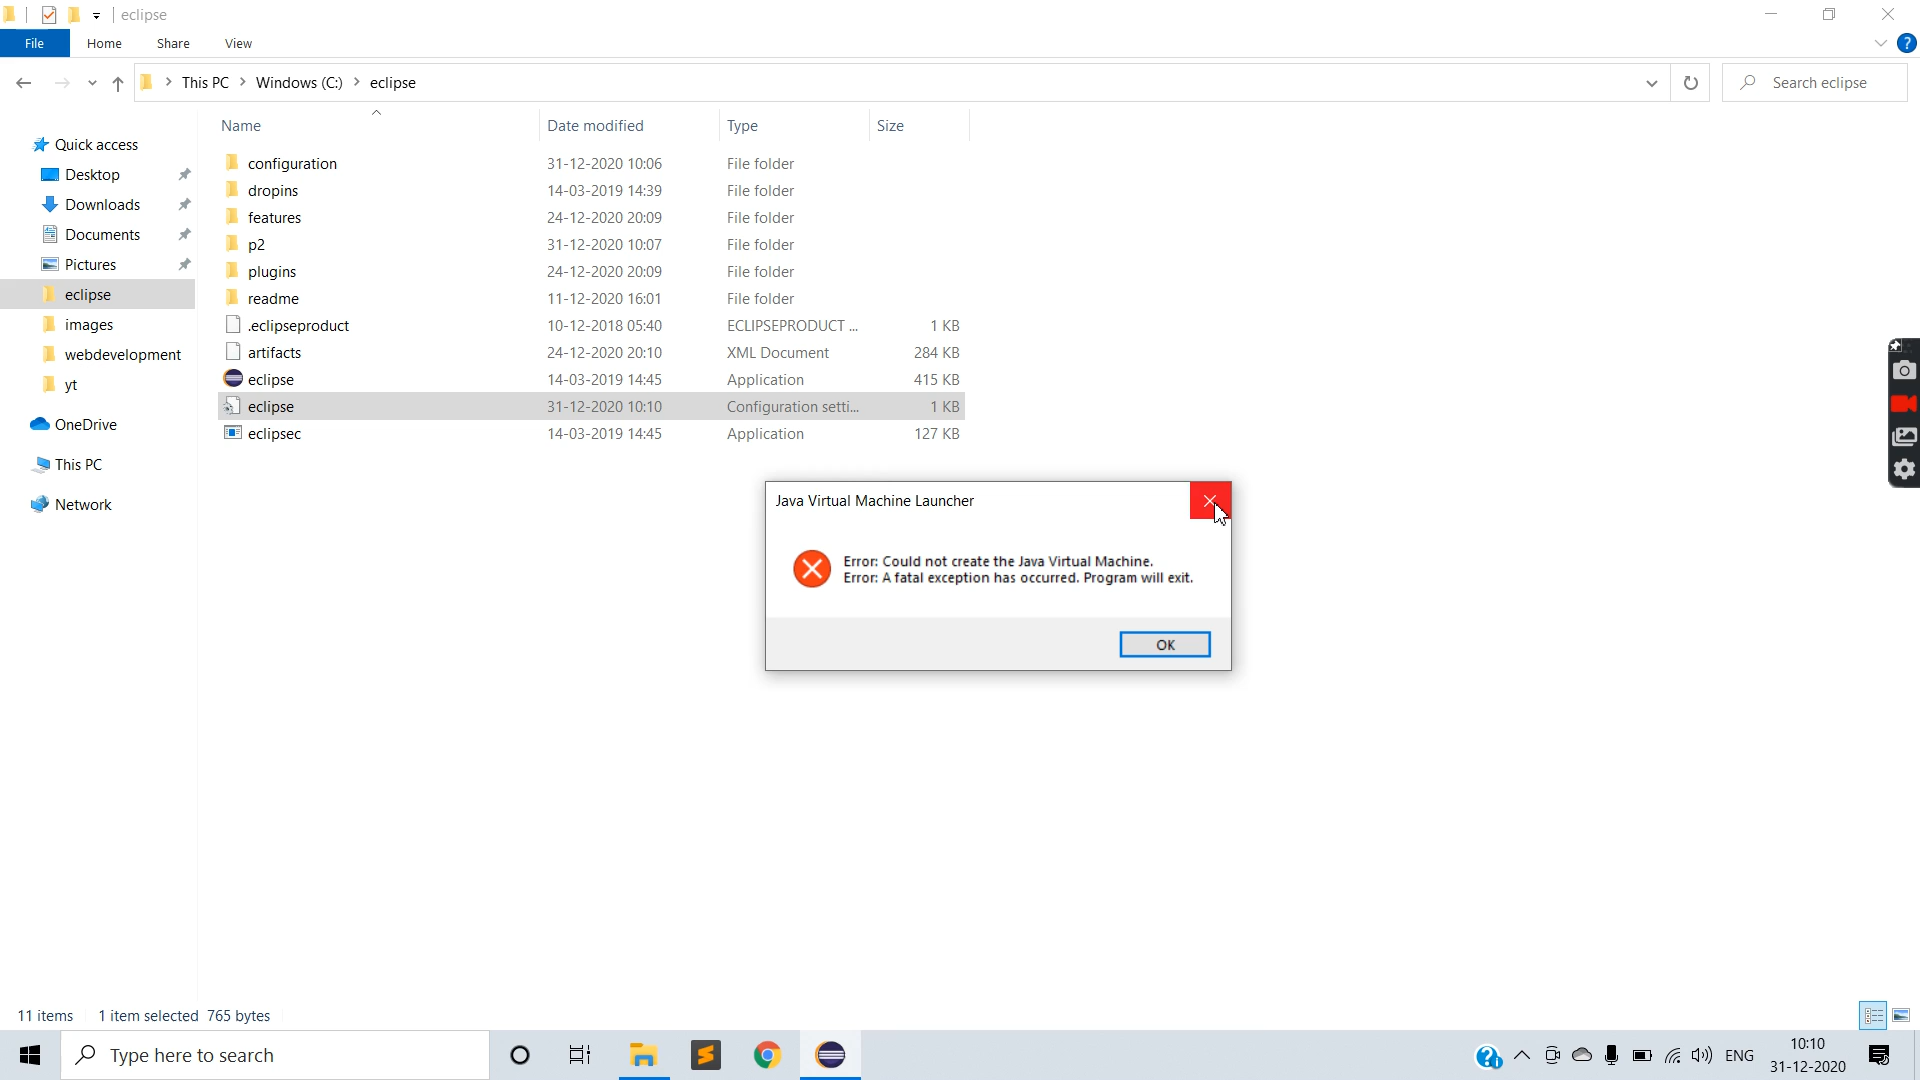 eclipse
File Home Share View
This PC Windows (C:) eclipse
Search eclipse
Name Date modified Type Size
Quick access
Desktop
Downloads
Documents
Pictures
eclipse
images
webdevelopment
yt
OneDrive
This PC
Network
configuration 31-12-2020 10:06 File folder
dropins 14-03-2019 14:39 File folder
features 24-12-2020 20:09 File folder
p2 31-12-2020 10:07 File folder
plugins 24-12-2020 20:09 File folder
readme 11-12-2020 16:01 File folder
.eclipseproduct 10-12-2018 05:40 ECLIPSEPRODUCT ... 1 KB
artifacts 24-12-2020 20:10 XML Document 284 KB
eclipse 14-03-2019 14:45 Application 415 KB
eclipse 31-12-2020 10:10 Configuration setti... 1 KB
eclipsec 14-03-2019 14:45 Application 127 KB
Java Virtual Machine Launcher
Error: Could not create the Java Virtual Machine.
Error: A fatal exception has occurred. Program will exit.
OK
11 items 1 item selected 765 bytes
Type here to search
ENG
10:10
31-12-2020